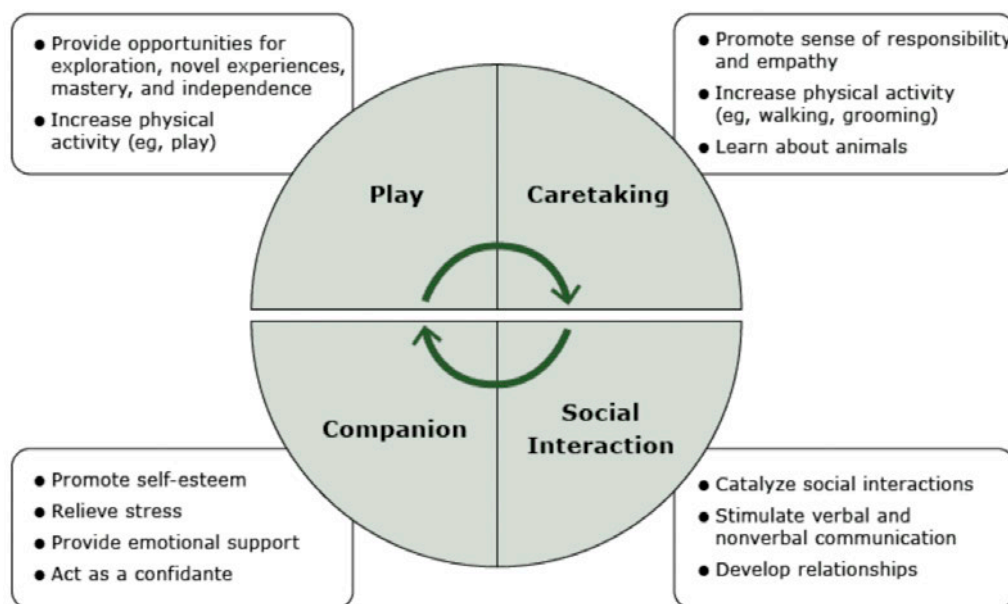 ● Provide opportunities for
exploration, novel experiences,
mastery, and independence
● Increase physical
activity (eg, play)
● Promote sense of responsibility
and empathy
● Increase physical activity
(eg, walking, grooming)
● Learn about animals
Play
Caretaking
Companion
Social
Interaction
● Promote self-esteem
● Relieve stress
● Provide emotional support
● Act as a confidante
● Catalyze social interactions
● Stimulate verbal and
nonverbal communication
● Develop relationships